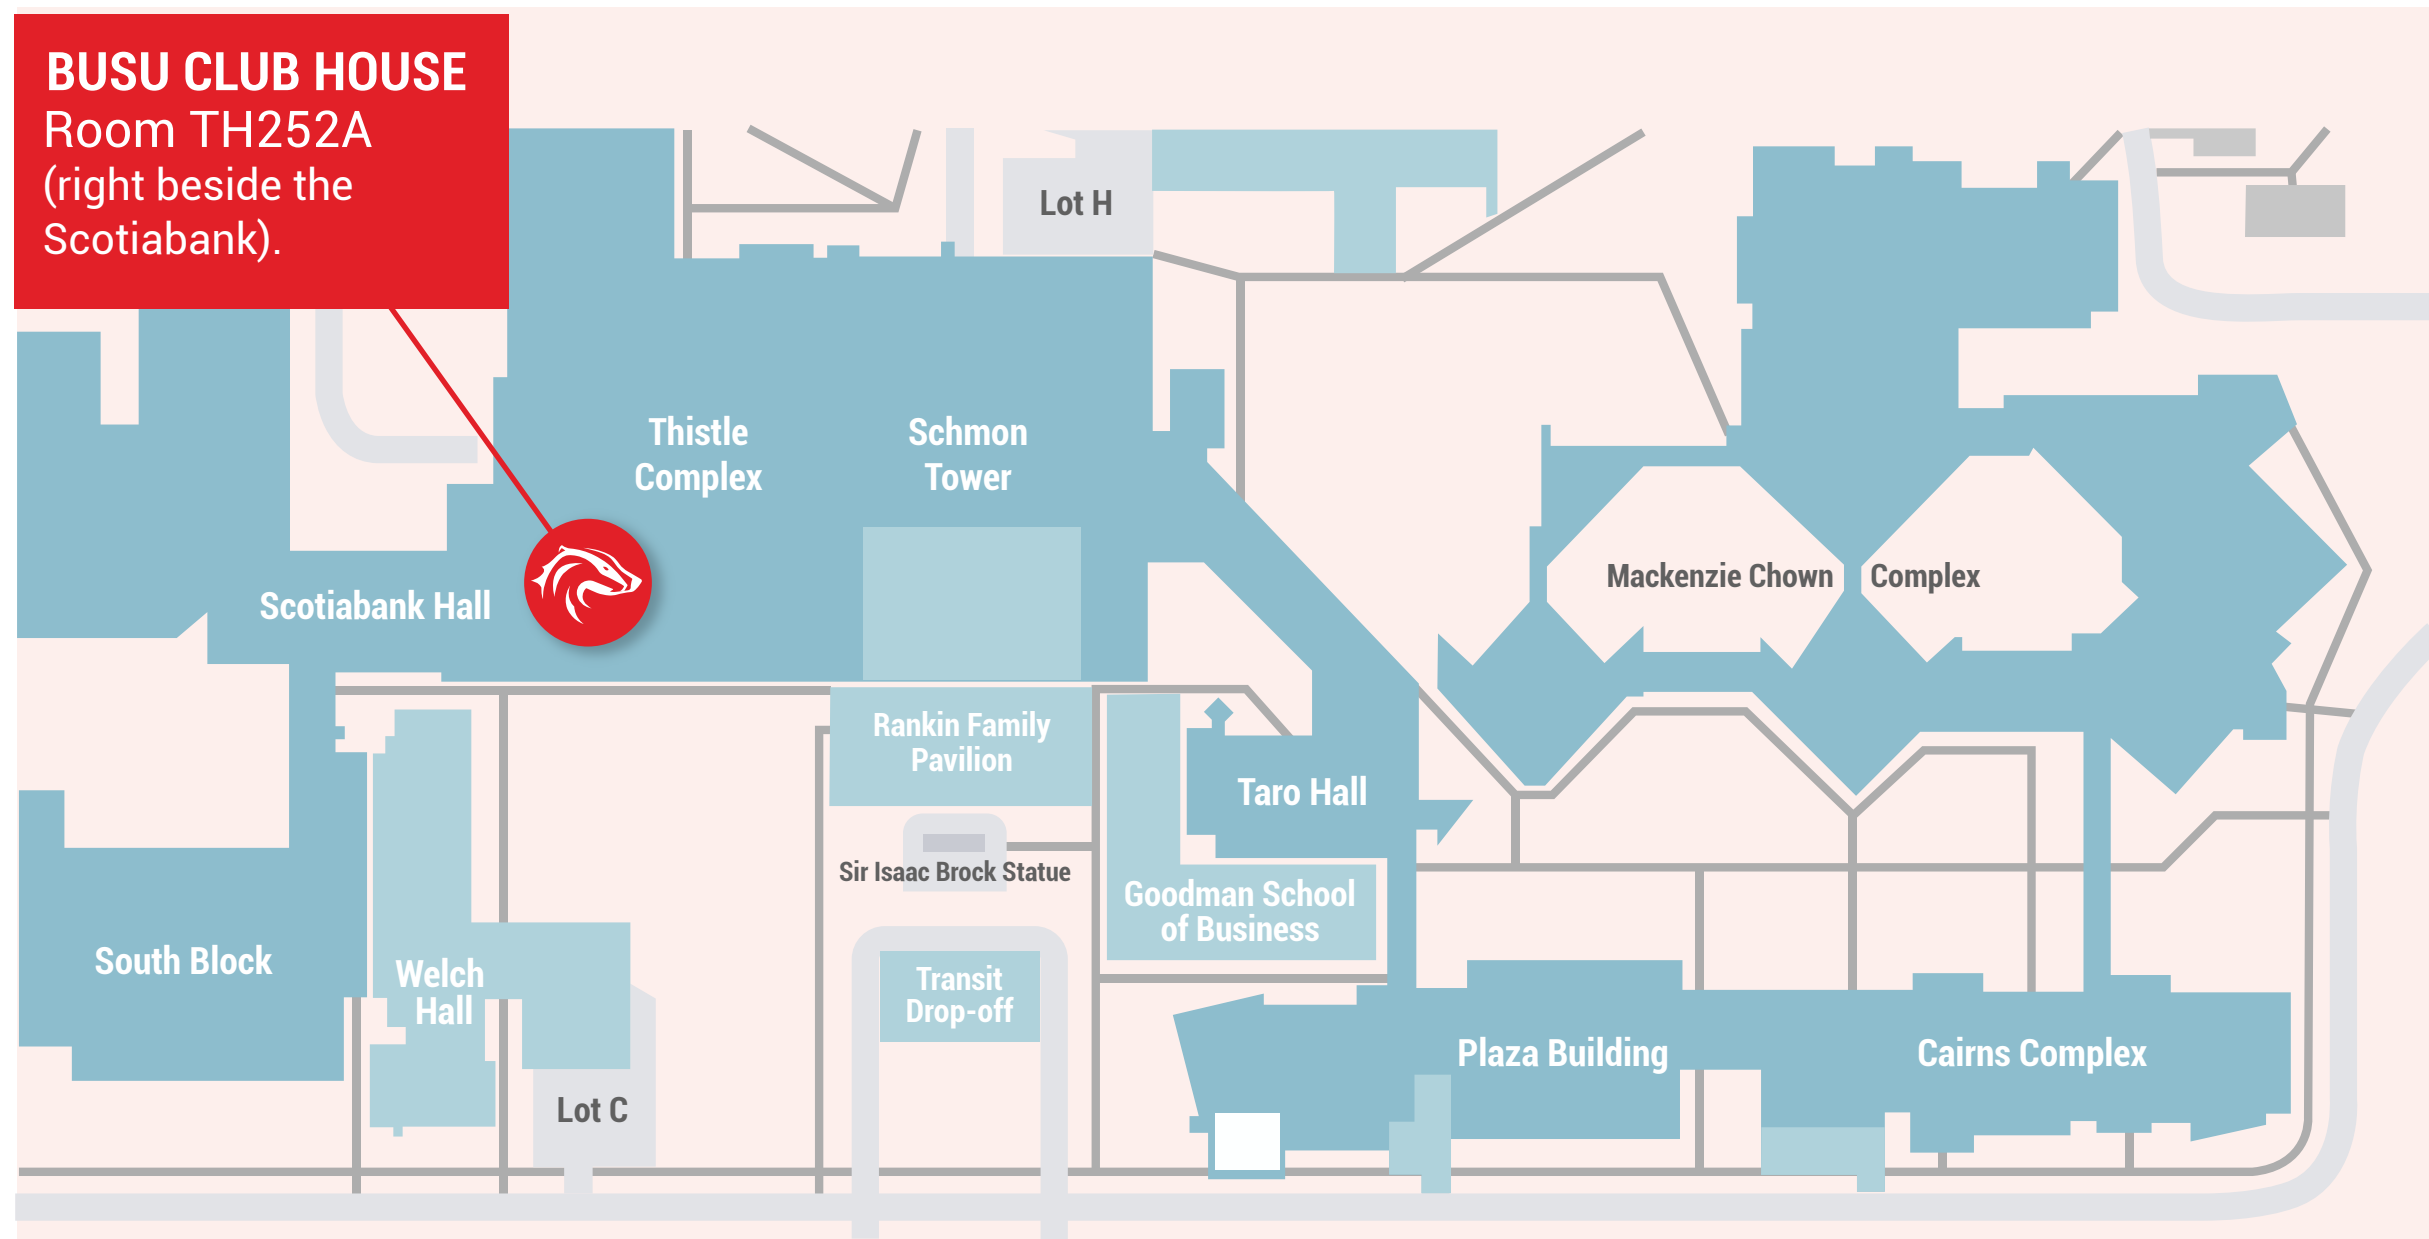 BUSU CLUB HOUSE
Room TH252A
(right beside the
Scotiabank).
Lot H
Thistle
Complex
Schmon
Tower
Mackenzie Chown
Complex
Scotiabank Hall
Rankin Family
Pavilion
Taro Hall
Sir Isaac Brock Statue
Goodman School
of Business
South Block
Welch
Hall
Transit
Drop-off
Plaza Building
Cairns Complex
Lot C